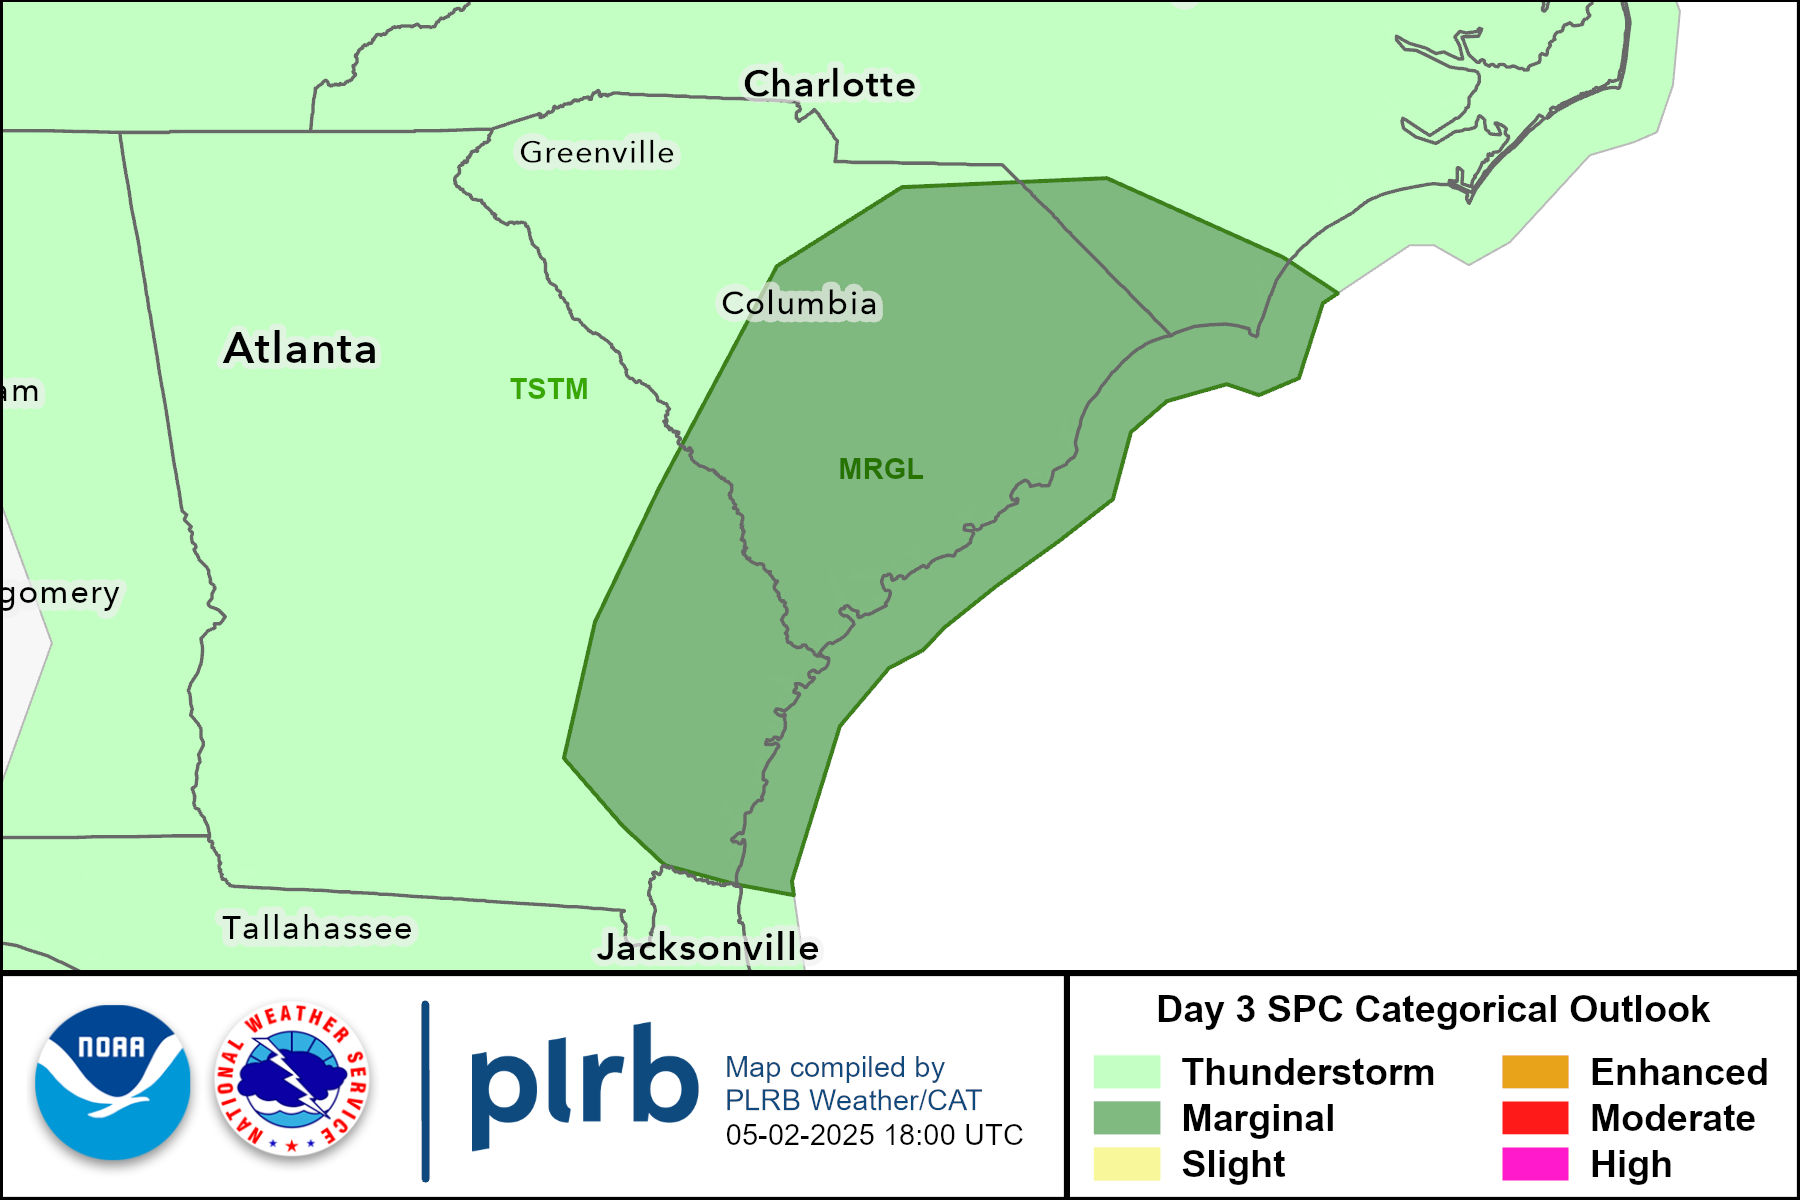 Charlotte
Greenville
Columbia
Atlanta
TSTM
am
MRGL
gomery
Tallahassee
Jacksonville
NOAA
NATIONAL WEATHER SERVICE
plrb
Map compiled by
PLRB Weather/CAT
05-02-2025 18:00 UTC
Day 3 SPC Categorical Outlook
Thunderstorm
Marginal
Slight
Enhanced
Moderate
High